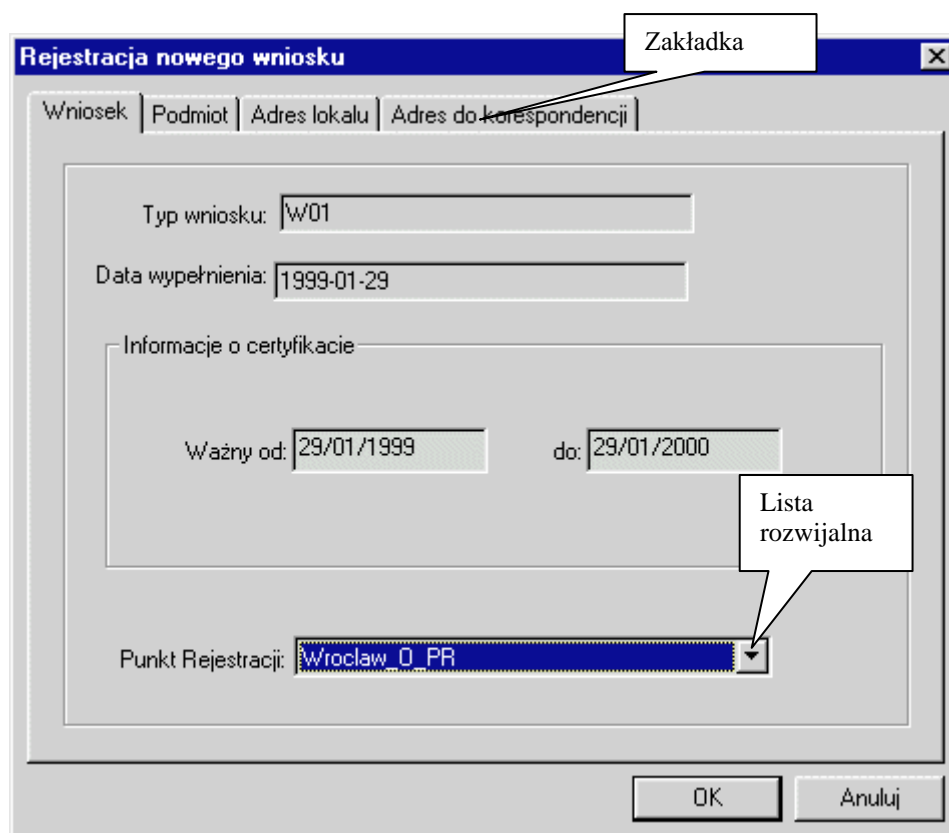 Zakładka
Rejestracja nowego wniosku
Wniosek Podmiot Adres lokalu Adres do korespondencji
Typ wniosku: W01
Data wypełnienia: 1999-01-29
Informacje o certyfikacie
Ważny od: 29/01/1999 do: 29/01/2000
Lista
rozwijalna
Punkt Rejestracji: Wroclaw_O_PR
OK Anuluj